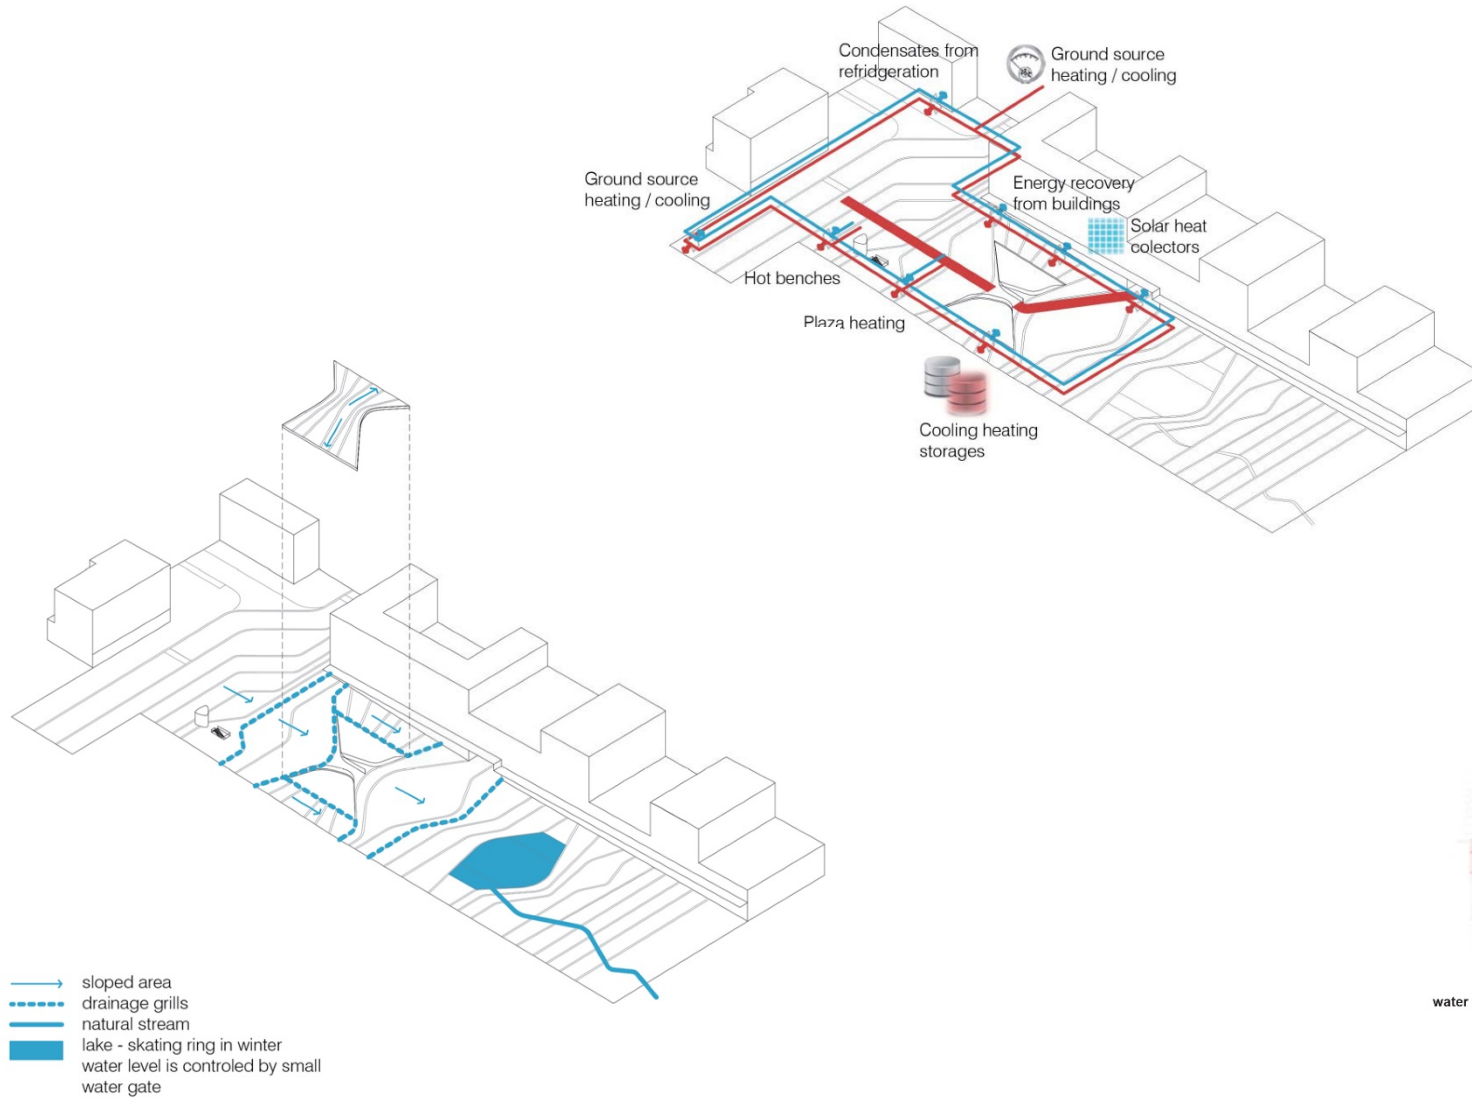 Condensates from
refridgeration
Ground source
heating / cooling
Ground source
heating / cooling
Energy recovery
from buildings
Solar heat
colectors
Hot benches
Plaza heating
Cooling heating
storages
sloped area
drainage grills
natural stream
lake - skating ring in winter
water level is controled by small
water gate
water